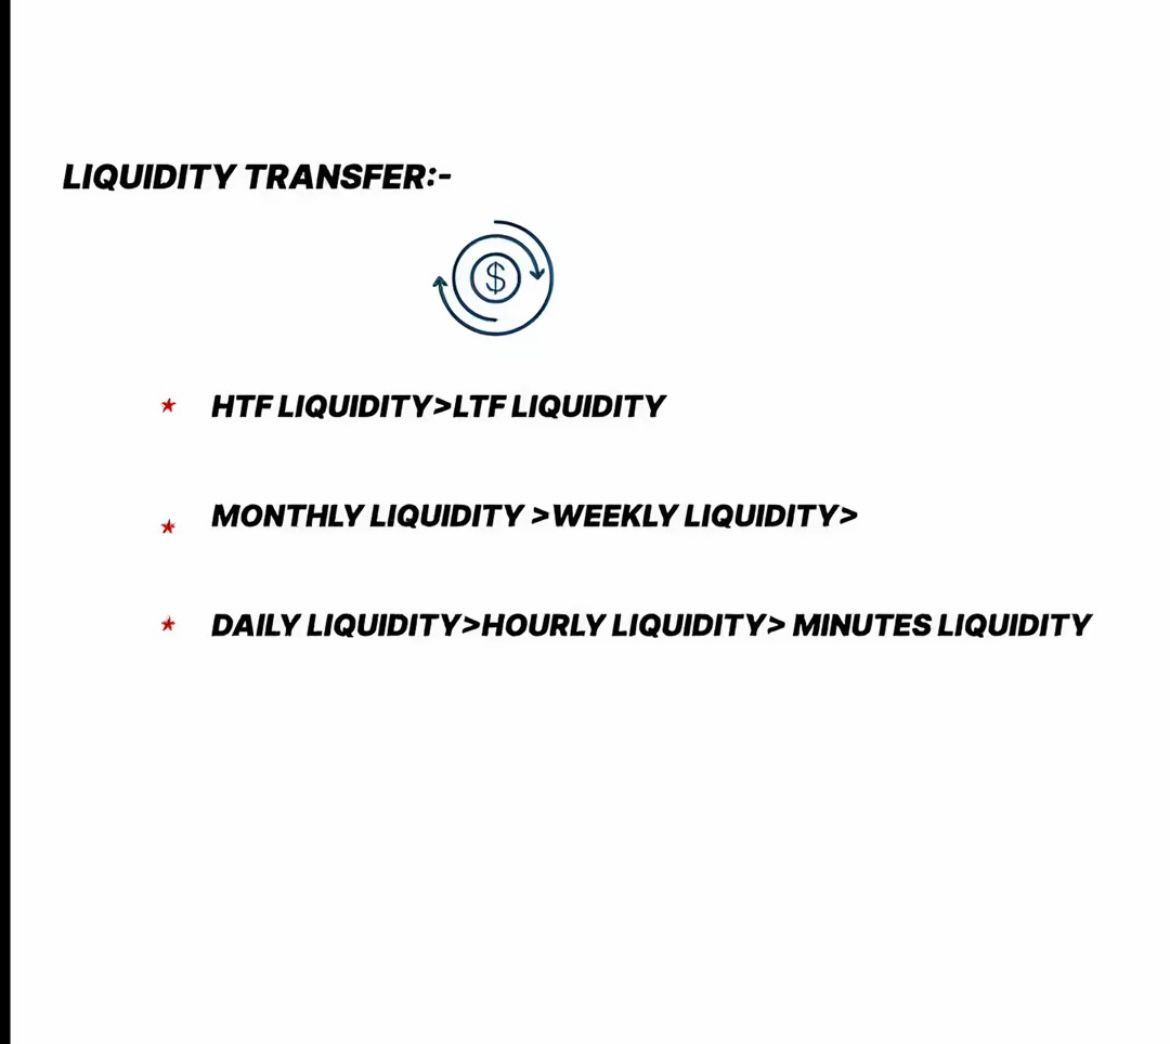 LIQUIDITY TRANSFER:-
$
* HTF LIQUIDITY>LTF LIQUIDITY
* MONTHLY LIQUIDITY >WEEKLY LIQUIDITY>
* DAILY LIQUIDITY>HOURLY LIQUIDITY> MINUTES LIQUIDITY